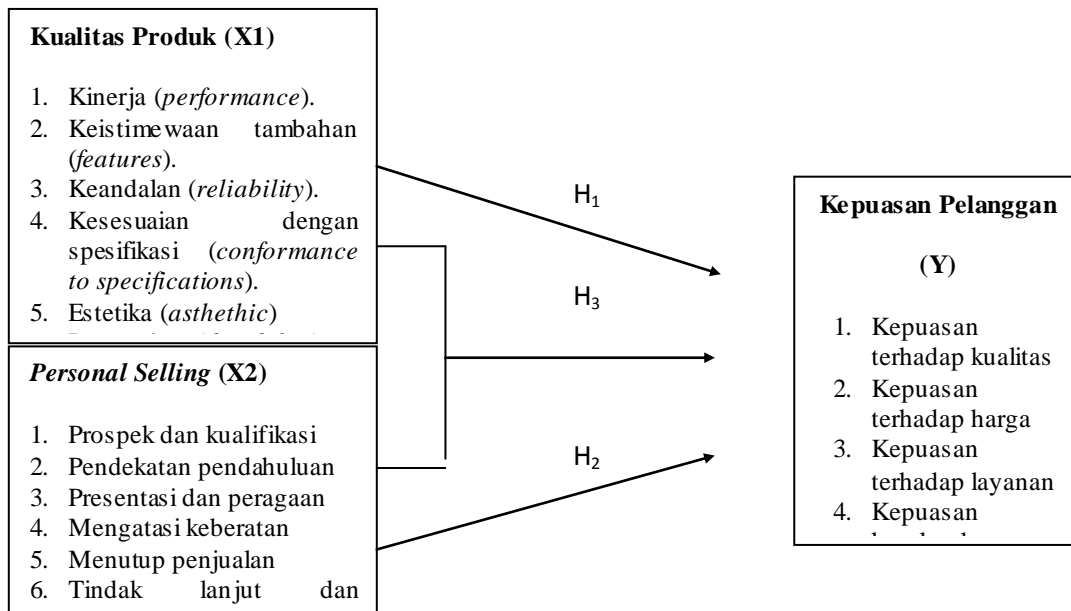 Kualitas Produk (X1)
1. Kinerja (performance).
2. Keistimewaan tambahan
(features).
3. Keandalan (reliability).
4. Kesesuaian dengan
spesifikasi (conformance
to specifications).
5. Estetika (asthethic)
Personal Selling (X2)
1. Prospek dan kualifikasi
2. Pendekatan pendahuluan
3. Presentasi dan peragaan
4. Mengatasi keberatan
5. Menutup penjualan
6. Tindak lanjut dan
H1
H3
H2
Kepuasan Pelanggan
(Y)
1. Kepuasan
terhadap kualitas
2. Kepuasan
terhadap harga
3. Kepuasan
terhadap layanan
4. Kepuasan